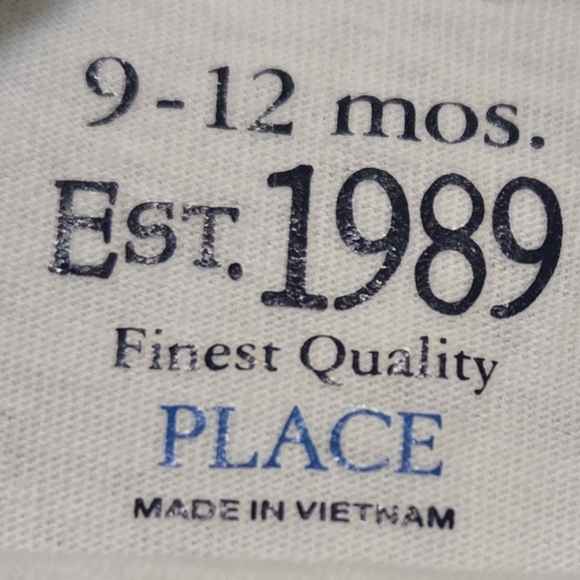 9-12 mos.
EST. 1989
Finest Quality
PLACE
MADE IN VIETNAM